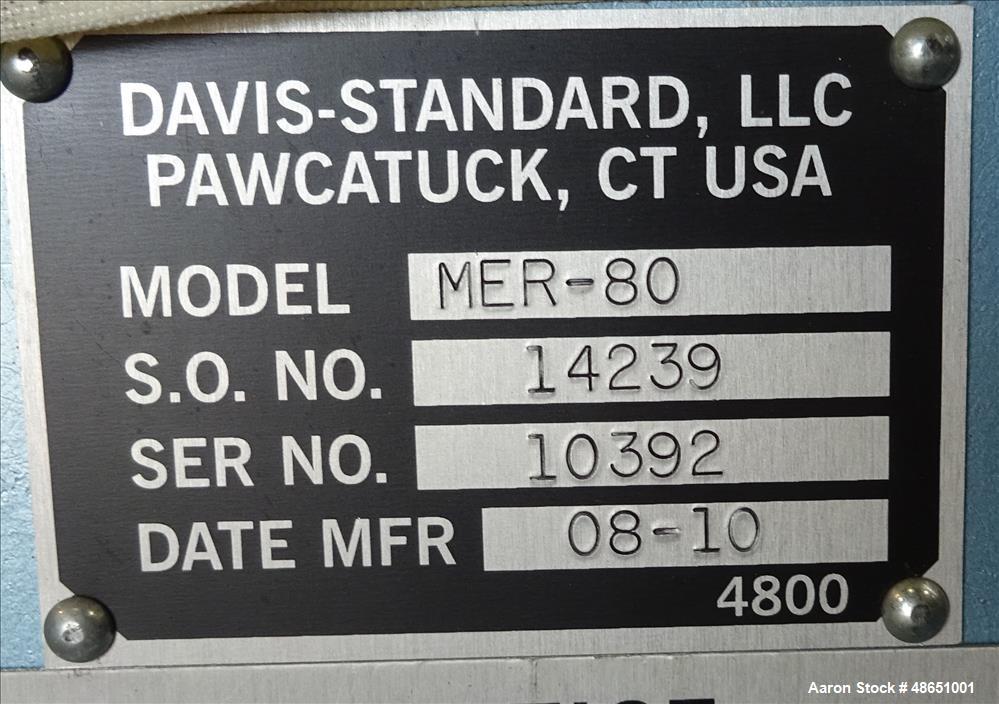 DAVIS-STANDARD, LLC
PAWCATUCK, CT USA
MODEL MER-80
S.O. NO. 14239
SER NO. 10392
DATE MFR 08-10
4800
Aaron Stock # 48651001